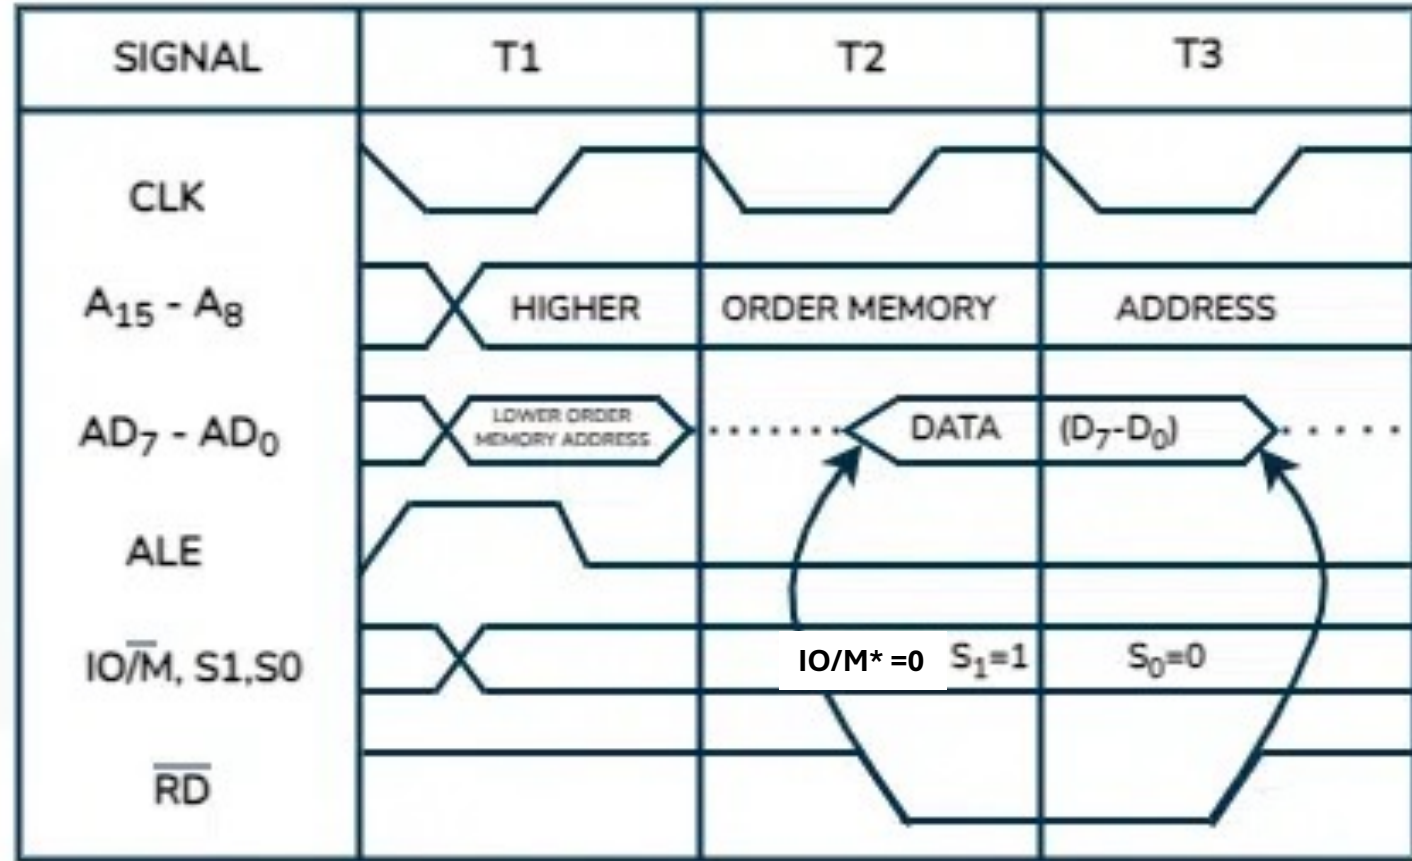 SIGNAL T1 T2 T3
CLK
A₁₅ - A₈ HIGHER ORDER MEMORY ADDRESS
AD₇ - AD₀ LOWER ORDER
MEMORY ADDRESS DATA (D₇-D₀)
ALE
IO/M̅, S1,S0 IO/M* =0 S₁=1 S₀=0
R̅D̅